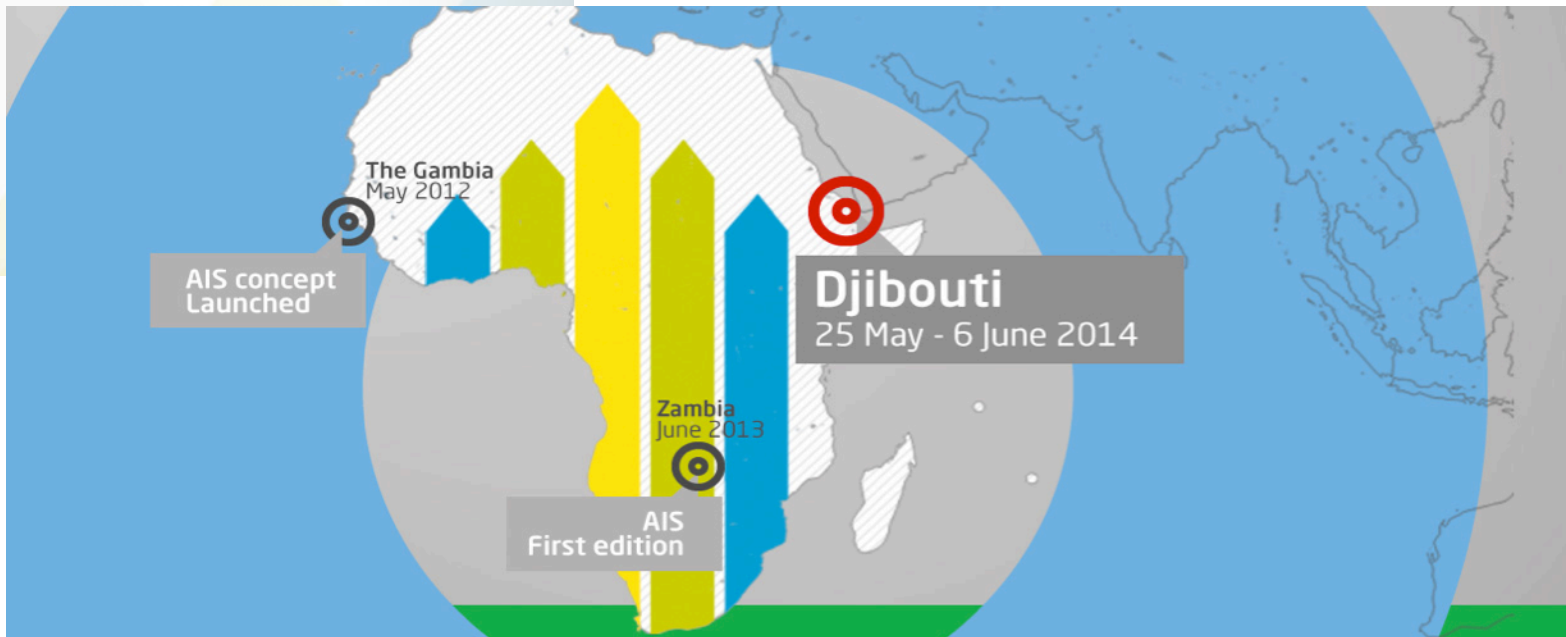 The Gambia
May 2012
AIS concept
Launched
Djibouti
25 May - 6 June 2014
Zambia
June 2013
AIS
First edition